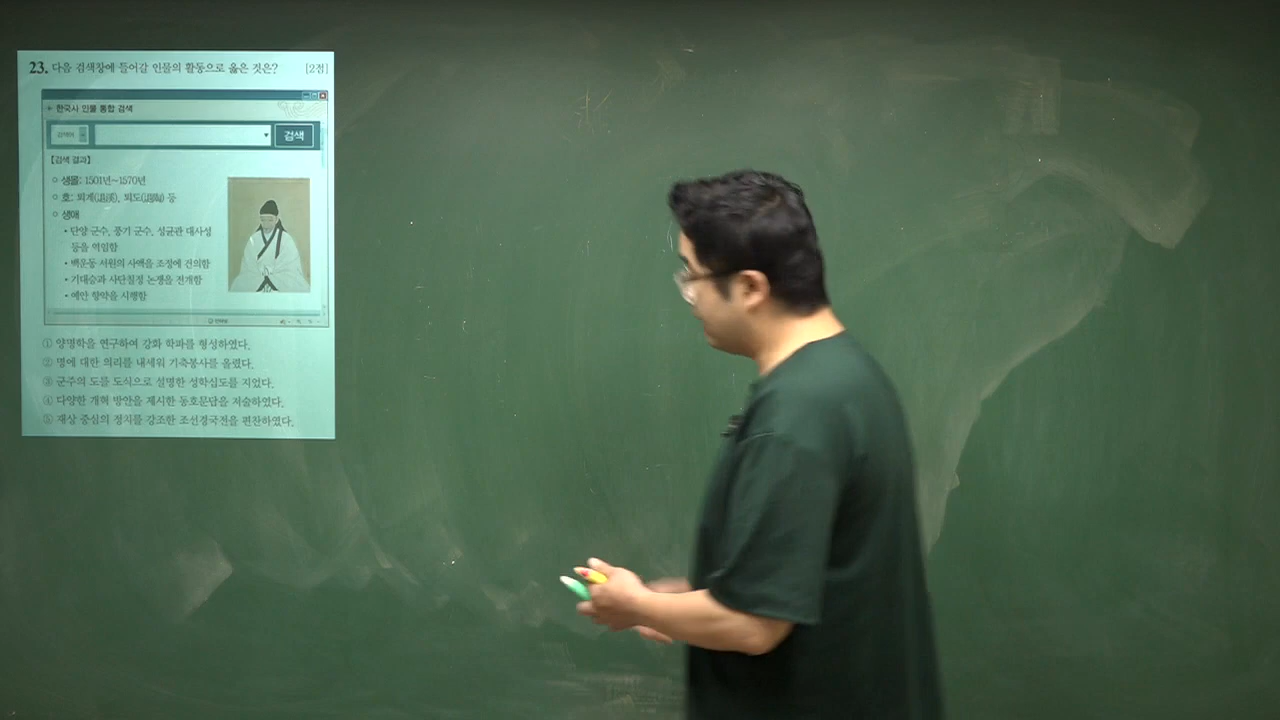 23. 다음 검색창에 들어갈 인물의 활동으로 옳은 것은? [2점]
한국사 인물 통합 검색
검색어 검색
【검색 결과】
○ 생몰: 1501년~1570년
○ 호: 퇴계(退溪), 퇴도(退陶) 등
○ 생애
• 단양 군수, 풍기 군수, 성균관 대사성
등을 역임함
• 백운동 서원의 사액을 조정에 건의함
• 기대승과 사단칠정 논쟁을 전개함
• 예안 향약을 시행함
① 양명학을 연구하여 강화 학파를 형성하였다.
② 명에 대한 의리를 내세워 기축봉사를 올렸다.
③ 군주의 도를 도식으로 설명한 성학십도를 지었다.
④ 다양한 개혁 방안을 제시한 동호문답을 저술하였다.
⑤ 재상 중심의 정치를 강조한 조선경국전을 편찬하였다.